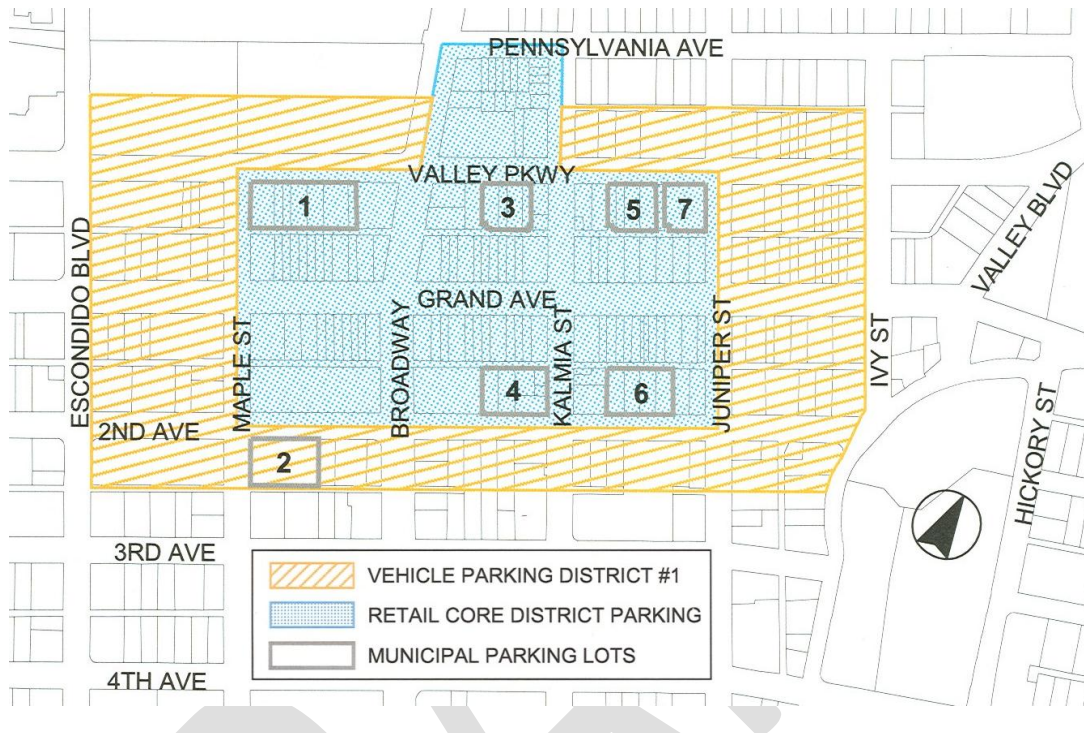 PENNSYLVANIA AVE
VALLEY PKWY
1
3
5
7
VALLEY BLVD
ESCONDIDO BLVD
MAPLE ST
BROADWAY
GRAND AVE
KALMIA ST
JUNIPER ST
IVY ST
4
6
2ND AVE
2
HICKORY ST
3RD AVE
VEHICLE PARKING DISTRICT #1
RETAIL CORE DISTRICT PARKING
MUNICIPAL PARKING LOTS
4TH AVE